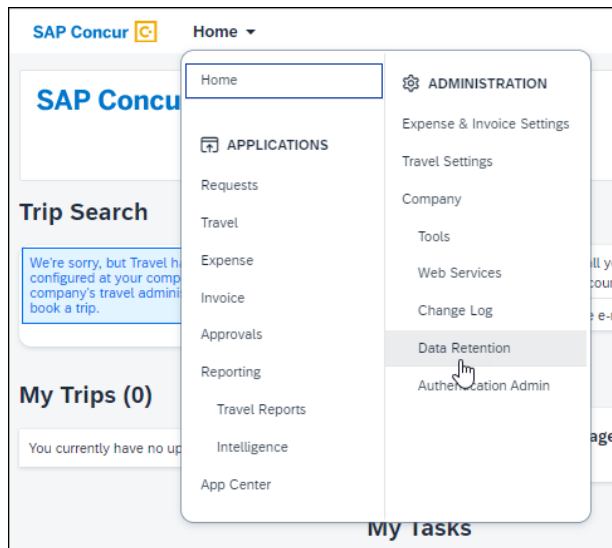 SAP Concur
Home
SAP Concu
Trip Search
We're sorry, but Travel ha
configured at your comp
company's travel adminis
book a trip.
My Trips (0)
You currently have no up
Home
APPLICATIONS
Requests
Travel
Expense
Invoice
Approvals
Reporting
Travel Reports
Intelligence
App Center
ADMINISTRATION
Expense & Invoice Settings
Travel Settings
Company
Tools
Web Services
Change Log
Data Retention
Authentication Admin
My Tasks